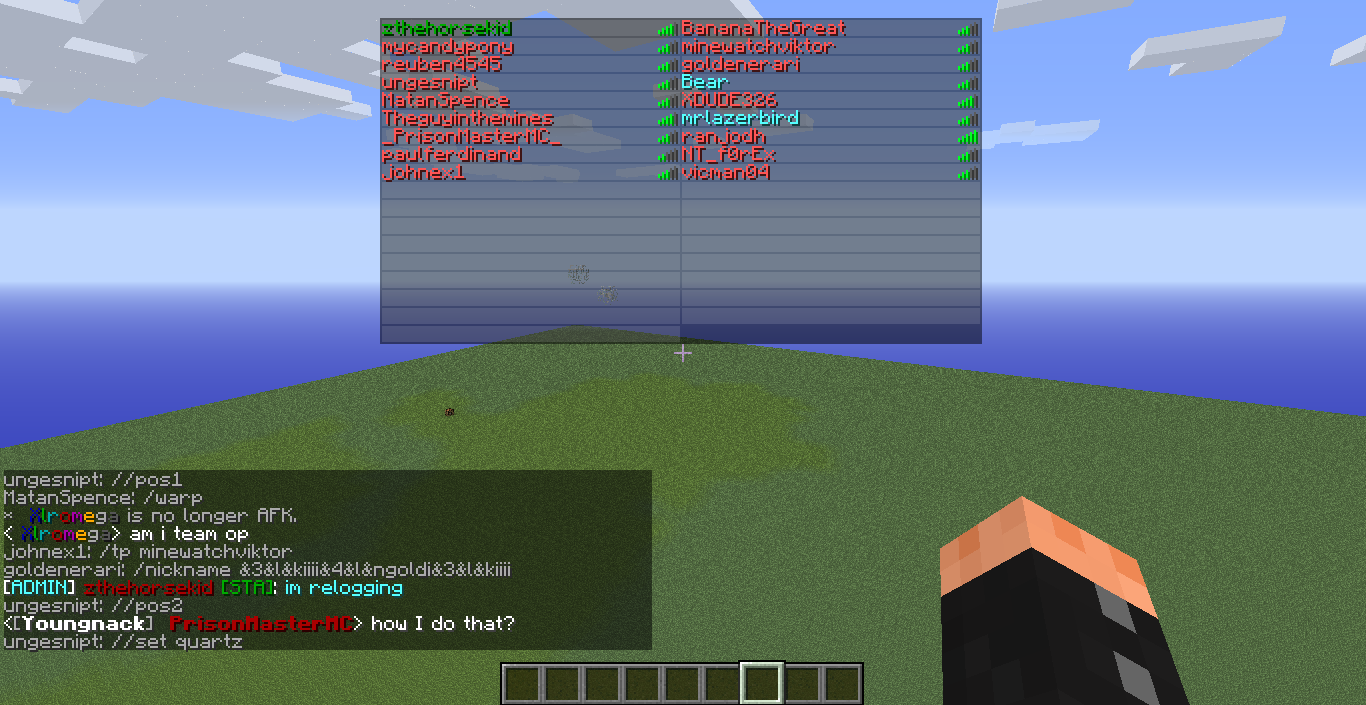 zthehorsekid BananaTheGreat
mycandypony minewatchviktor
reuben4545 goldenerari
ungesnipt Bear
MatanSpence XDUDE326
Theguyinthemines mrlazerbird
_PrisonMasterMC_ ranjodh
paulferdinand NT_f0rEx
johnex1 vicman04
ungesnipt: //pos1
MatanSpence: /warp
* Xlromega is no longer AFK.
< Xlromega> am i team op
johnex1: /tp minewatchviktor
goldenerari: /nickname &3&l&kiiii&4&l&ngoldi&3&l&kiiii
[ADMIN] zthehorsekid [STA]: im relogging
ungesnipt: //pos2
<[Youngnack] PrisonMasterMC> how I do that?
ungesnipt: //set quartz